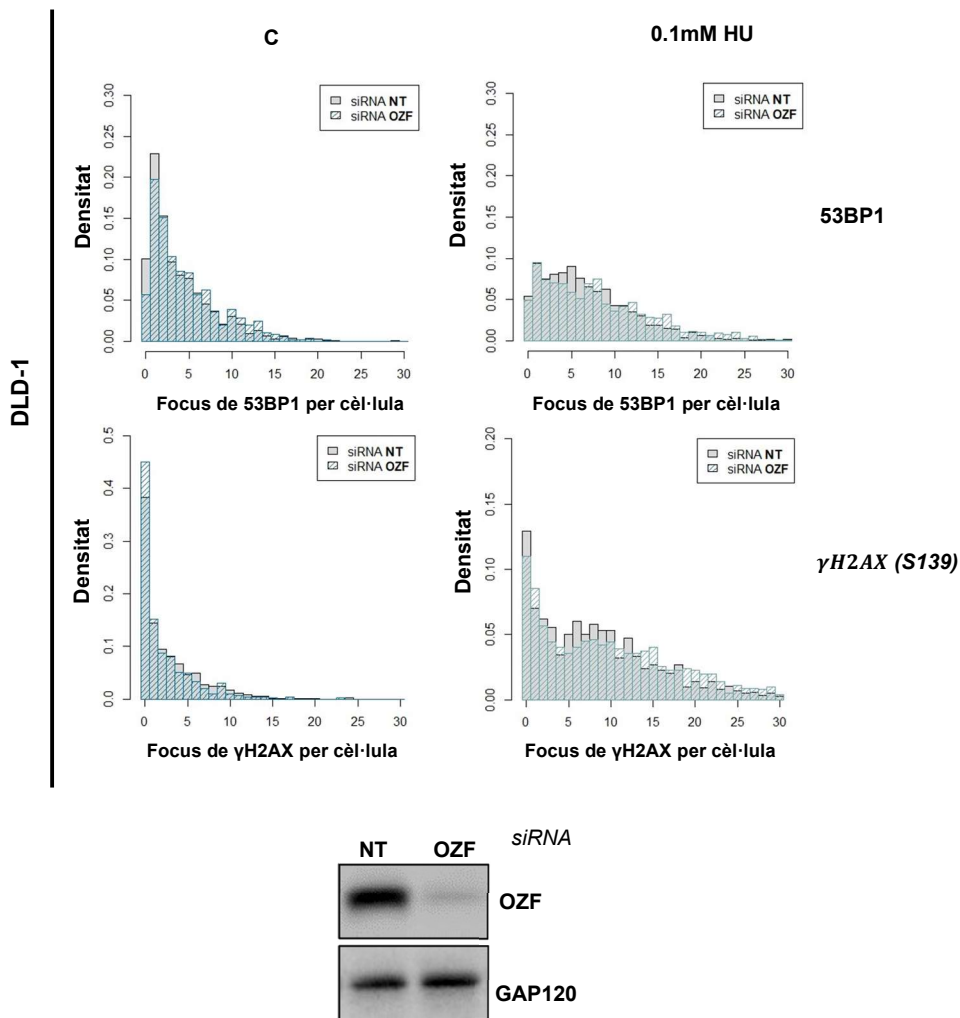 C
0.1mM HU
DLD-1
0.30
0.25
0.20
0.15
0.10
0.05
0.00
Densitat
siRNA NT
siRNA OZF
0 5 10 15 20 25 30
Focus de 53BP1 per cèl·lula
0.30
0.25
0.20
0.15
0.10
0.05
0.00
Densitat
siRNA NT
siRNA OZF
0 5 10 15 20 25 30
Focus de 53BP1 per cèl·lula
53BP1
0.5
0.4
0.3
0.2
0.1
0.0
Densitat
siRNA NT
siRNA OZF
0 5 10 15 20 25 30
Focus de γH2AX per cèl·lula
0.20
0.15
0.10
0.05
0.00
Densitat
siRNA NT
siRNA OZF
0 5 10 15 20 25 30
Focus de γH2AX per cèl·lula
γH2AX (S139)
NT OZF siRNA
OZF
GAP120